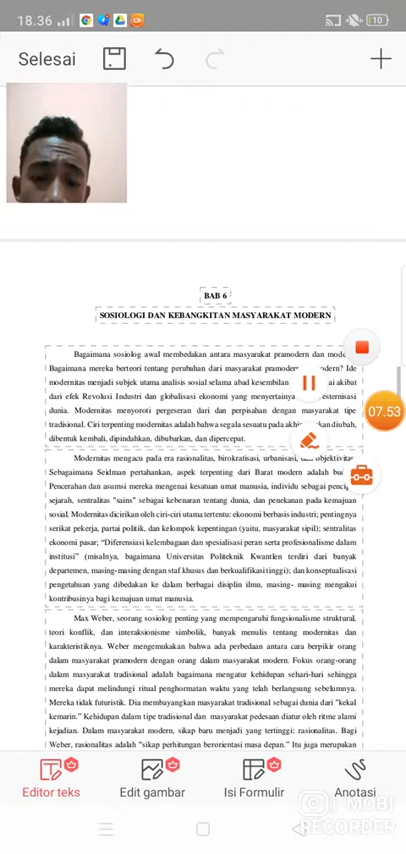 18.36
10
Selesai
BAB 6
SOSIOLOGI DAN KEBANGKITAN MASYARAKAT MODERN
Bagaimana sosiolog awal membedakan antara masyarakat pramodern dan
Bagaimana mereka berteori tentang perubahan dari masyarakat Ide
modernitas menjadi subjek utama analisis sosial selama abad kesembilan akibat
dari efek Revolusi Industri dan globalisasi ekonomi yang menyertainya
dunia. Modernitas menyoroti pergeseran dari dan perpisahan dengan masyarakat tipe
07.53
tradisional. Ciri terpenting modernitas adalah bahwa segala sesuatu pada diubah,
dibentuk kembali, dipindahkan, dibubarkan, dan dipercepat.
Modernitas mengacu pada era rasionalitas, birokratisasi, urbanisasi, objektivitas
Sebagaimana Seidman pertahankan, aspek terpenting dari Barat modern adalah
Pencerahan dan asumsi mereka mengenai kesatuan umat manusia, individu sebagai
sejarah, sentralitas "sains" sebagai kebenaran tentang dunia, dan penekanan pada kemajuan
sosial. Modernitas dicirikan oleh ciri-ciri utama tertentu: ekonomi berbasis industri; pentingnya
serikat pekerja, partai politik, dan kelompok kepentingan (yaitu, masyarakat sipil); sentralitas
ekonomi pasar; "Diferensiasi kelembagaan dan spesialisasi peran serta profesionalisme dalam
institusi" (misalnya, bagaimana Universitas Politeknik Kwantlen terdiri dari banyak
departemen, masing-masing dengan staf khusus dan berkualifikasi tinggi); dan konseptualisasi
pengetahuan yang dibedakan ke dalam berbagai disiplin ilmu, masing- masing mengakui
kontribusinya bagi kemajuan umat manusia.
Max Weber, seorang sosiolog penting yang mempengaruhi fungsionalisme struktural,
teori konflik, dan interaksionisme simbolik, banyak menulis tentang modernitas dan
karakteristiknya. Weber mengemukakan bahwa ada perbedaan antara cara berpikir orang
dalam masyarakat pramodern dengan orang dalam masyarakat modern. Fokus orang-orang
dalam masyarakat tradisional adalah bagaimana mengatur kehidupan sehari-hari sehingga
mereka dapat melindungi ritual penghormatan waktu yang telah berlangsung sebelumnya.
Mereka tidak futuristik. Dia membayangkan masyarakat tradisional sebagai dunia dari "kekal
kemarin." Kehidupan dalam tipe tradisional dan masyarakat pedesaan diatur oleh ritme alami
kejadian. Dalam masyarakat modern, sikap baru menjadi yang tertinggi: rasionalitas. Bagi
Weber, rasionalitas adalah "sikap perhitungan berorientasi masa depan." Itu juga merupakan
Editor teks
Edit gambar
Isi Formulir
Anotasi
MOBI
RECORDER